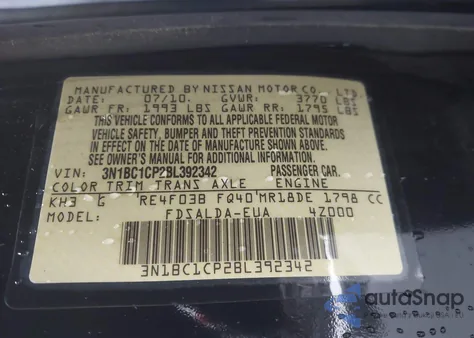 MANUFACTURED BY NISSAN MOTOR CO. LTD.
DATE: 07/10. GVWR: 3770 LBS
GAWR FR: 1993 LBS GAWR RR: 1795 LBS
THIS VEHICLE CONFORMS TO ALL APPLICABLE FEDERAL MOTOR
VEHICLE SAFETY, BUMPER AND THEFT PREVENTION STANDARDS
IN EFFECT ON THE DATE OF MANUFACTURE SHOWN ABOVE.
SEE OWNER'S MANUAL FOR ADDITIONAL INFORMATION.
VIN: 3N1BC1CP2BL392342 PASSENGER CAR.
COLOR TRIM TRANS AXLE ENGINE
KH3 G RE4F03B FQ40 MR18DE 1798 CC
MODEL: FDSALDA-EUA 4Z000
3N1BC1CP2BL392342
autoSnap